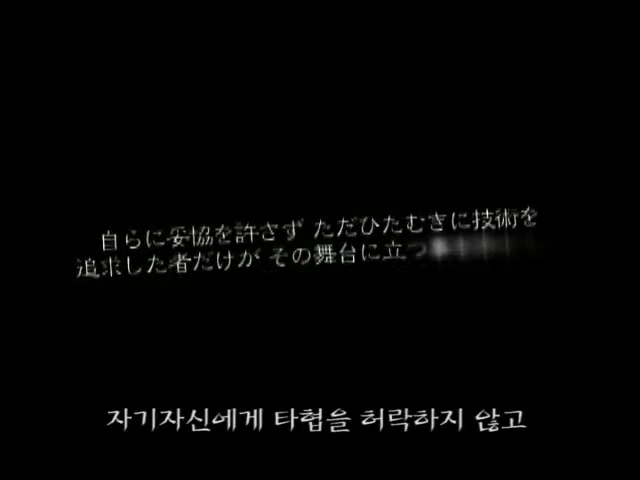 自らに妥協を許さず ただひたむきに技術を
追求した者だけが その舞台に立つ
자기자신에게 타협을 허락하지 않고